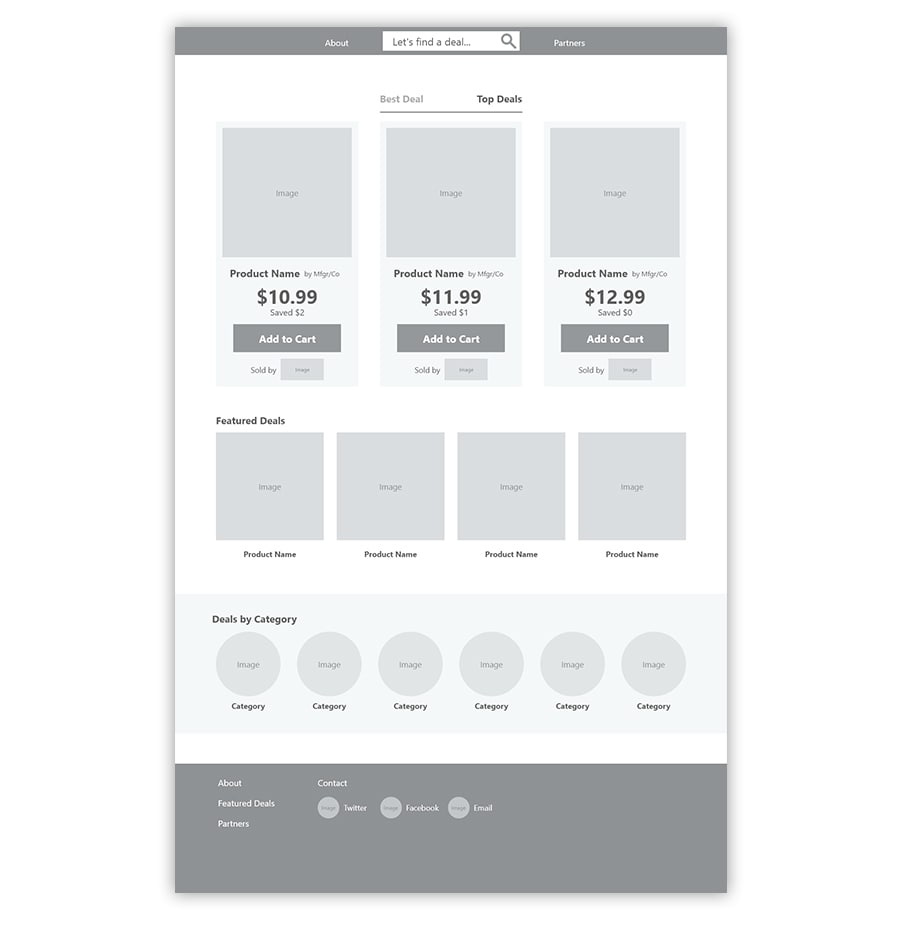 About Let's find a deal... Partners
Best Deal Top Deals
Image Image Image
Product Name by Mfgr/Co Product Name by Mfgr/Co Product Name by Mfgr/Co
$10.99 $11.99 $12.99
Saved $2 Saved $1 Saved $0
Add to Cart Add to Cart Add to Cart
Sold by Image Sold by Image Sold by Image
Featured Deals
Image Image Image Image
Product Name Product Name Product Name Product Name
Deals by Category
Image Image Image Image Image Image
Category Category Category Category Category Category
About Contact
Featured Deals Image Twitter Image Facebook Image Email
Partners